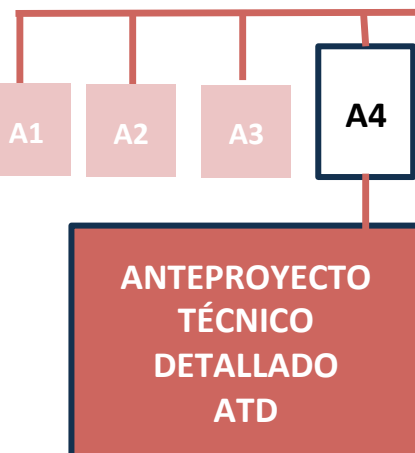 A1
A2
A3
A4
ANTEPROYECTO
TÉCNICO
DETALLADO
ATD